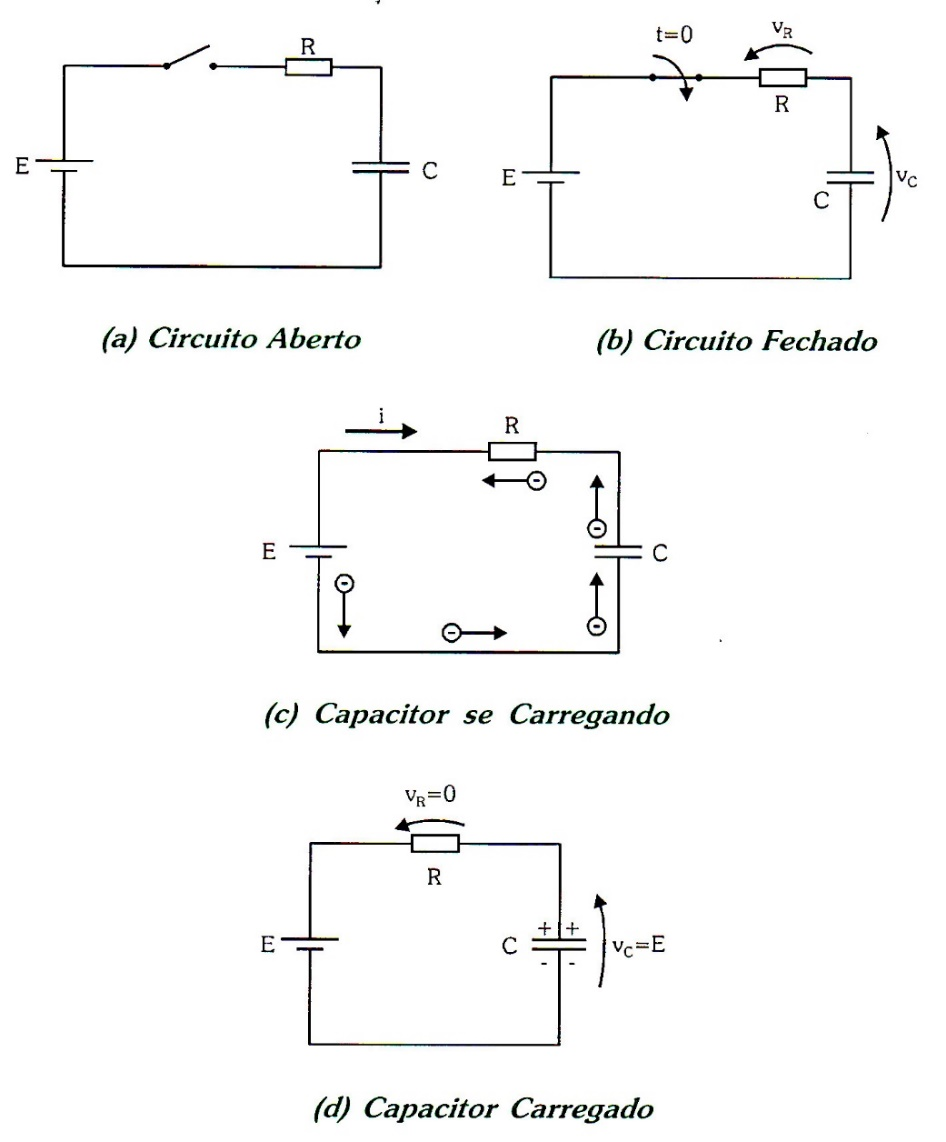 R
E
C
(a) Circuito Aberto
t=0
vR
R
E
C
vC
(b) Circuito Fechado
i
R
E
C
(c) Capacitor se Carregando
vR=0
R
E
C
+ +
- -
vC=E
(d) Capacitor Carregado